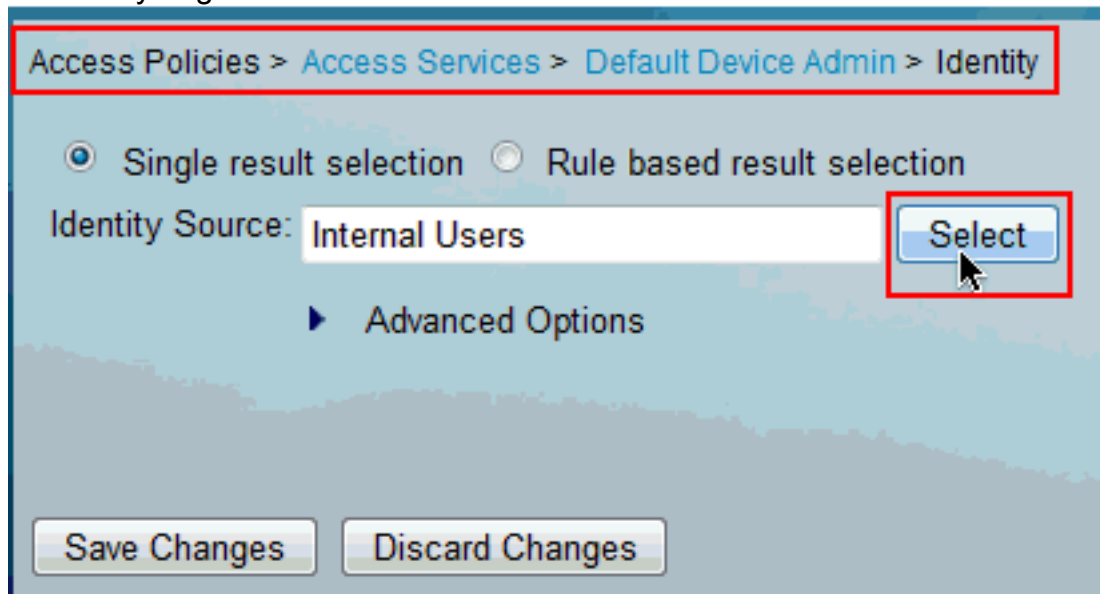 Access Policies > Access Services > Default Device Admin > Identity
Single result selection Rule based result selection
Identity Source: Internal Users Select
Advanced Options
Save Changes Discard Changes